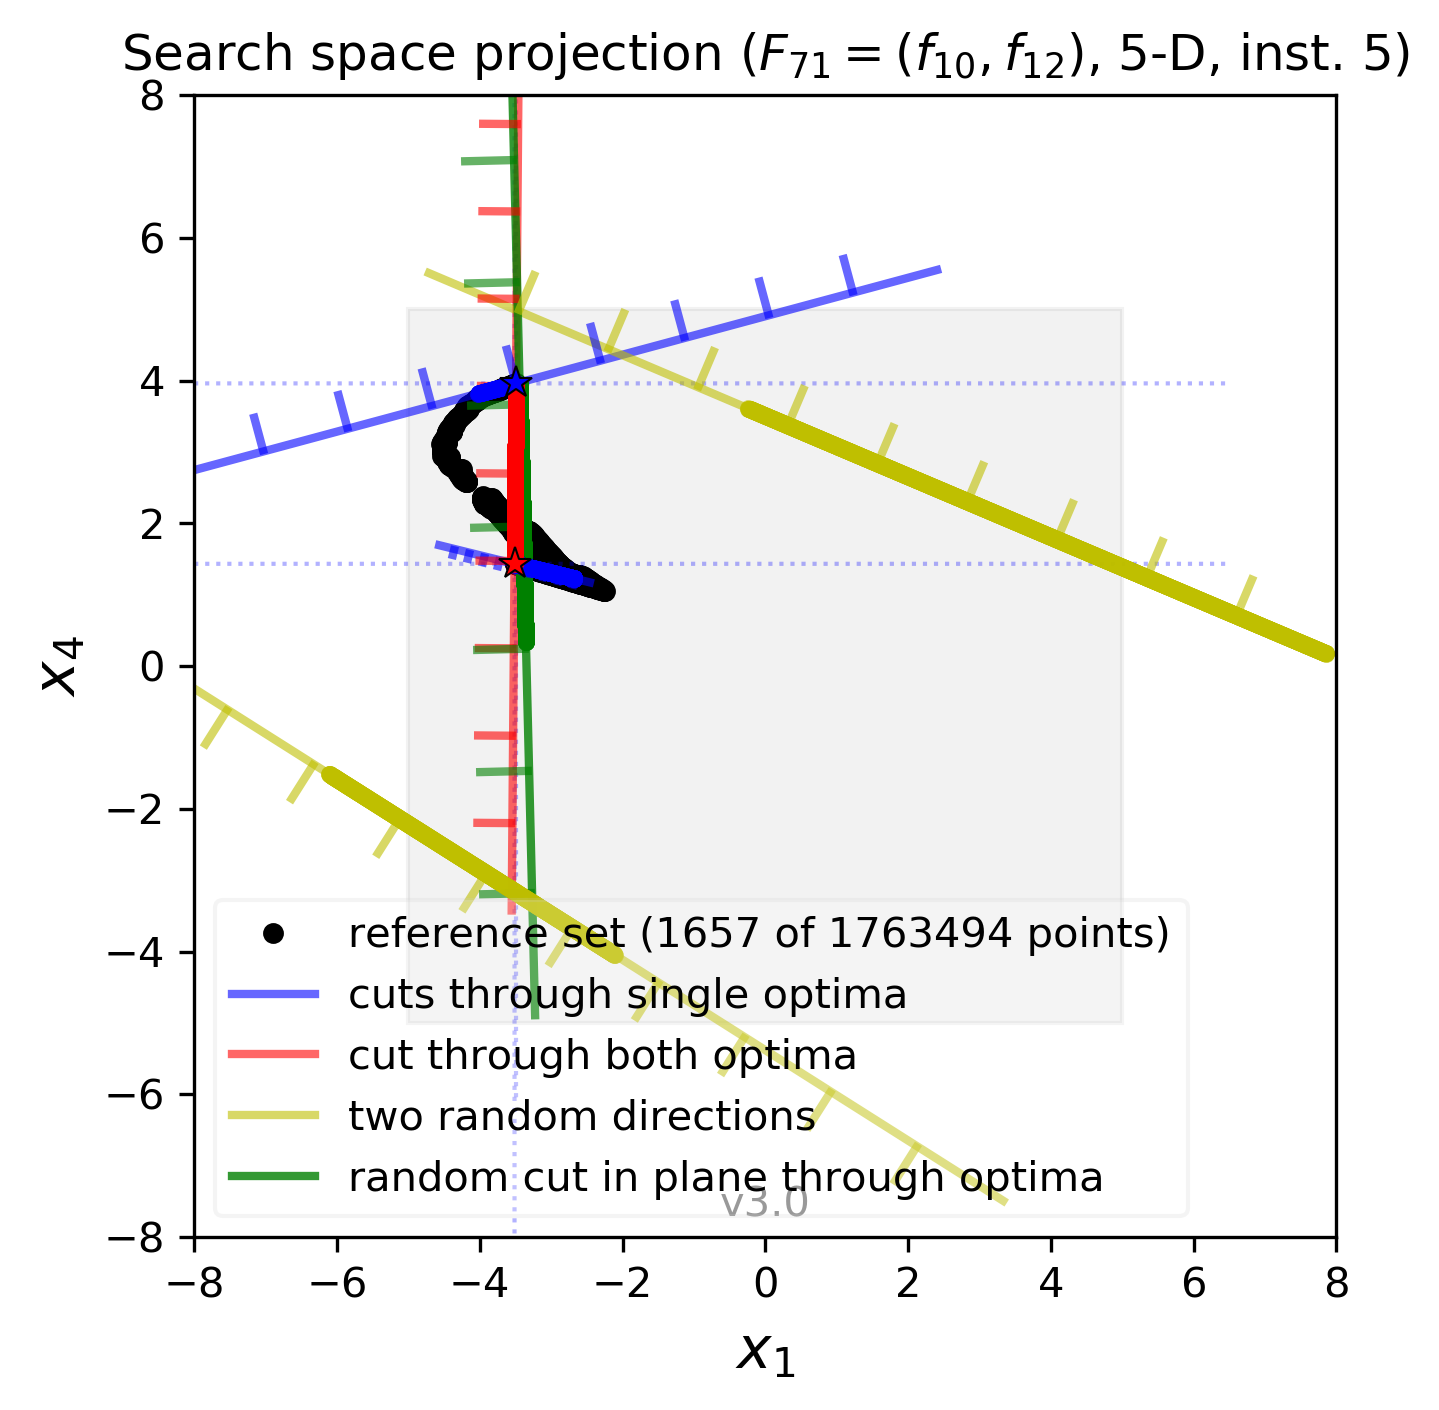 Search space projection (F₇₁ = (f₁₀, f₁₂), 5-D, inst. 5)
8
6
4
2
0
−2
−4
−6
−8
x₄
reference set (1657 of 1763494 points)
cuts through single optima
cut through both optima
two random directions
random cut in plane through optima
v3.0
−8 −6 −4 −2 0 2 4 6 8
x₁